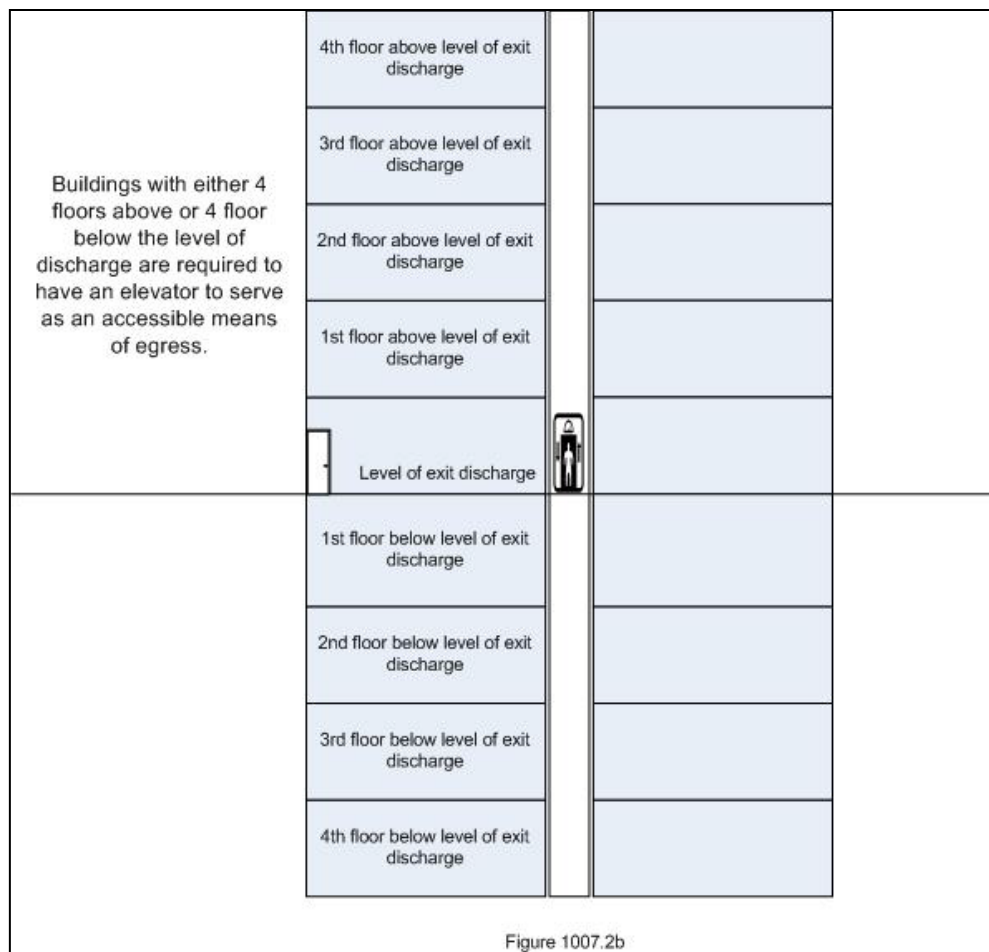 4th floor above level of exit
discharge
3rd floor above level of exit
discharge
Buildings with either 4
floors above or 4 floor
below the level of
discharge are required to
have an elevator to serve
as an accessible means
of egress.
2nd floor above level of exit
discharge
1st floor above level of exit
discharge
Level of exit discharge
1st floor below level of exit
discharge
2nd floor below level of exit
discharge
3rd floor below level of exit
discharge
4th floor below level of exit
discharge
Figure 1007.2b